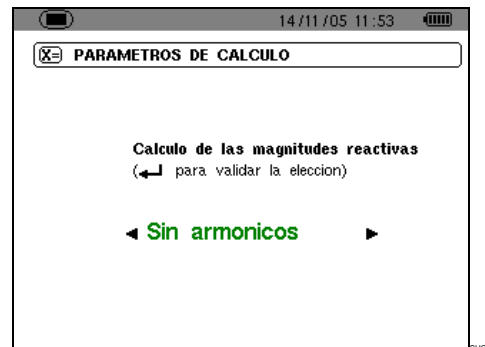 14/11/05 11:53
X= PARAMETROS DE CALCULO
Calculo de las magnitudes reactivas
(↵ para validar la eleccion)
◄ Sin armonicos ►